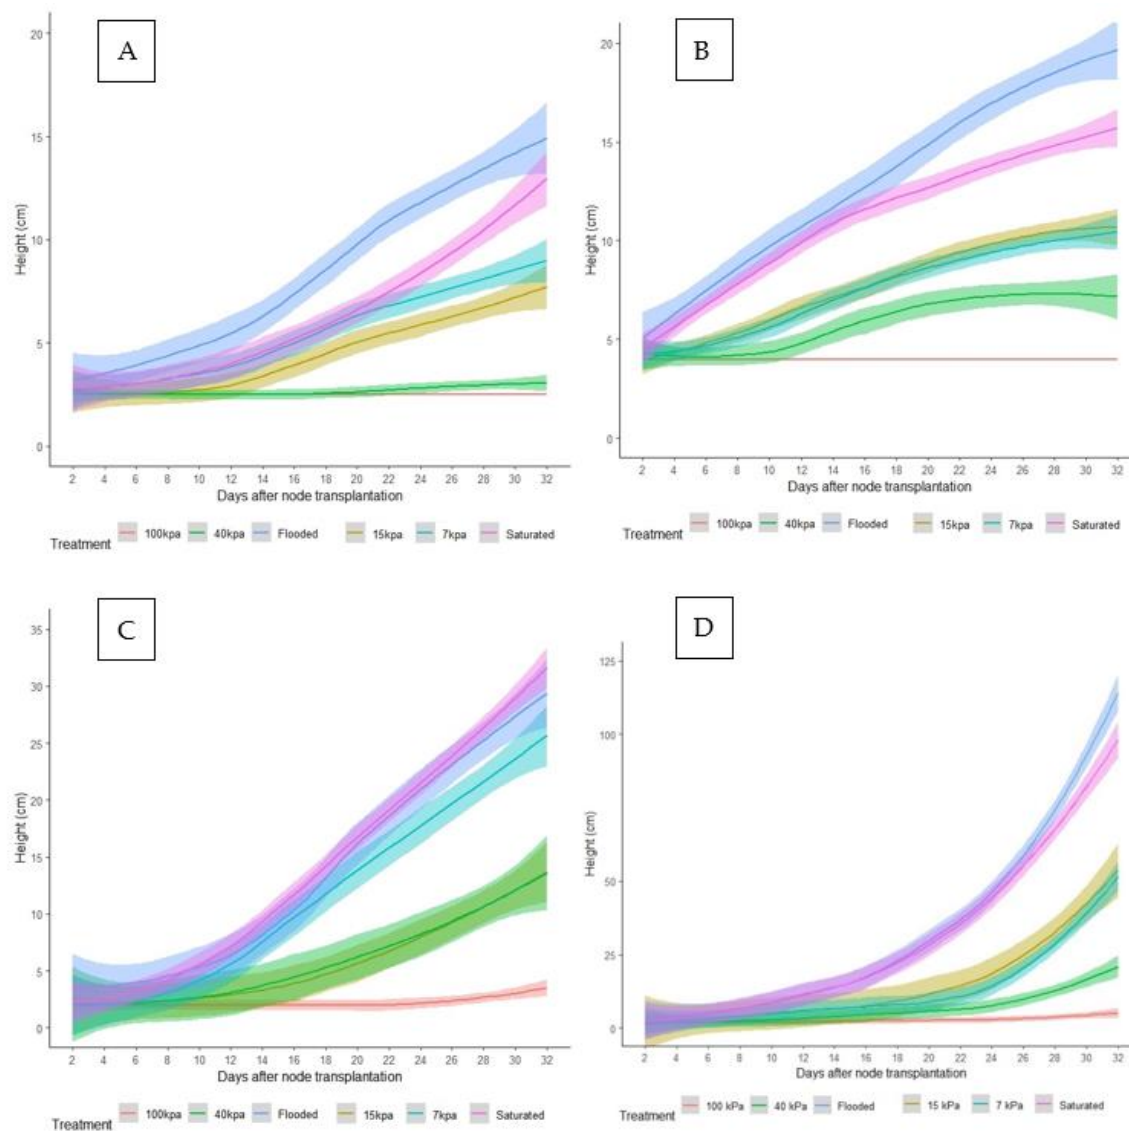 A
20
15
10
5
0
Height (cm)
2 4 6 8 10 12 14 16 18 20 22 24 26 28 30 32
Days after node transplantation
Treatment 100kpa 40kpa Flooded 15kpa 7kpa Saturated
B
20
15
10
5
0
Height (cm)
2 4 6 8 10 12 14 16 18 20 22 24 26 28 30 32
Days after node transplantation
Treatment 100kpa 40kpa Flooded 15kpa 7kpa Saturated
C
35
30
25
20
15
10
5
0
Height (cm)
2 4 6 8 10 12 14 16 18 20 22 24 26 28 30 32
Days after node transplantation
Treatment 100kpa 40kpa Flooded 15kpa 7kpa Saturated
D
125
100
50
25
0
Height (cm)
2 4 6 8 10 12 14 16 18 20 22 24 26 28 30 32
Days after node transplantation
Treatment 100 kPa 40 kPa Flooded 15 kPa 7 kPa Saturated